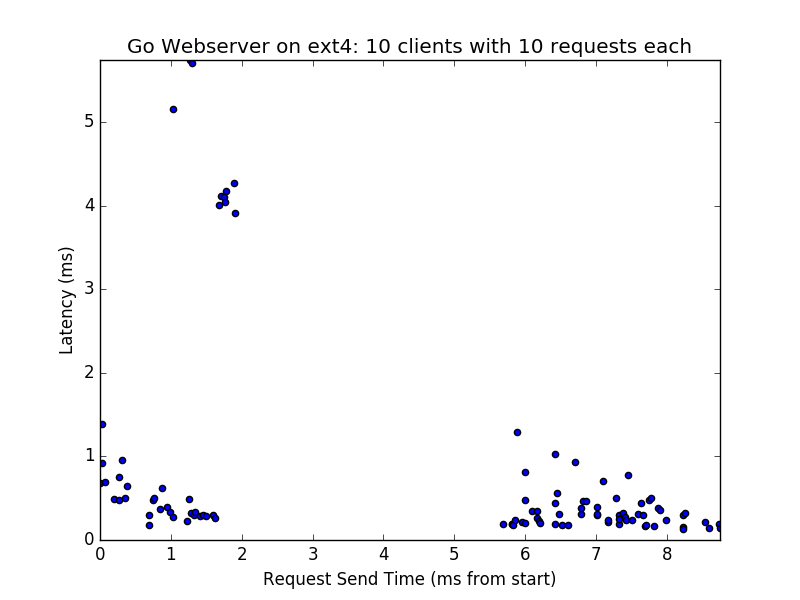 Go Webserver on ext4: 10 clients with 10 requests each
5
4
3
2
1
0
Latency (ms)
0 1 2 3 4 5 6 7 8
Request Send Time (ms from start)